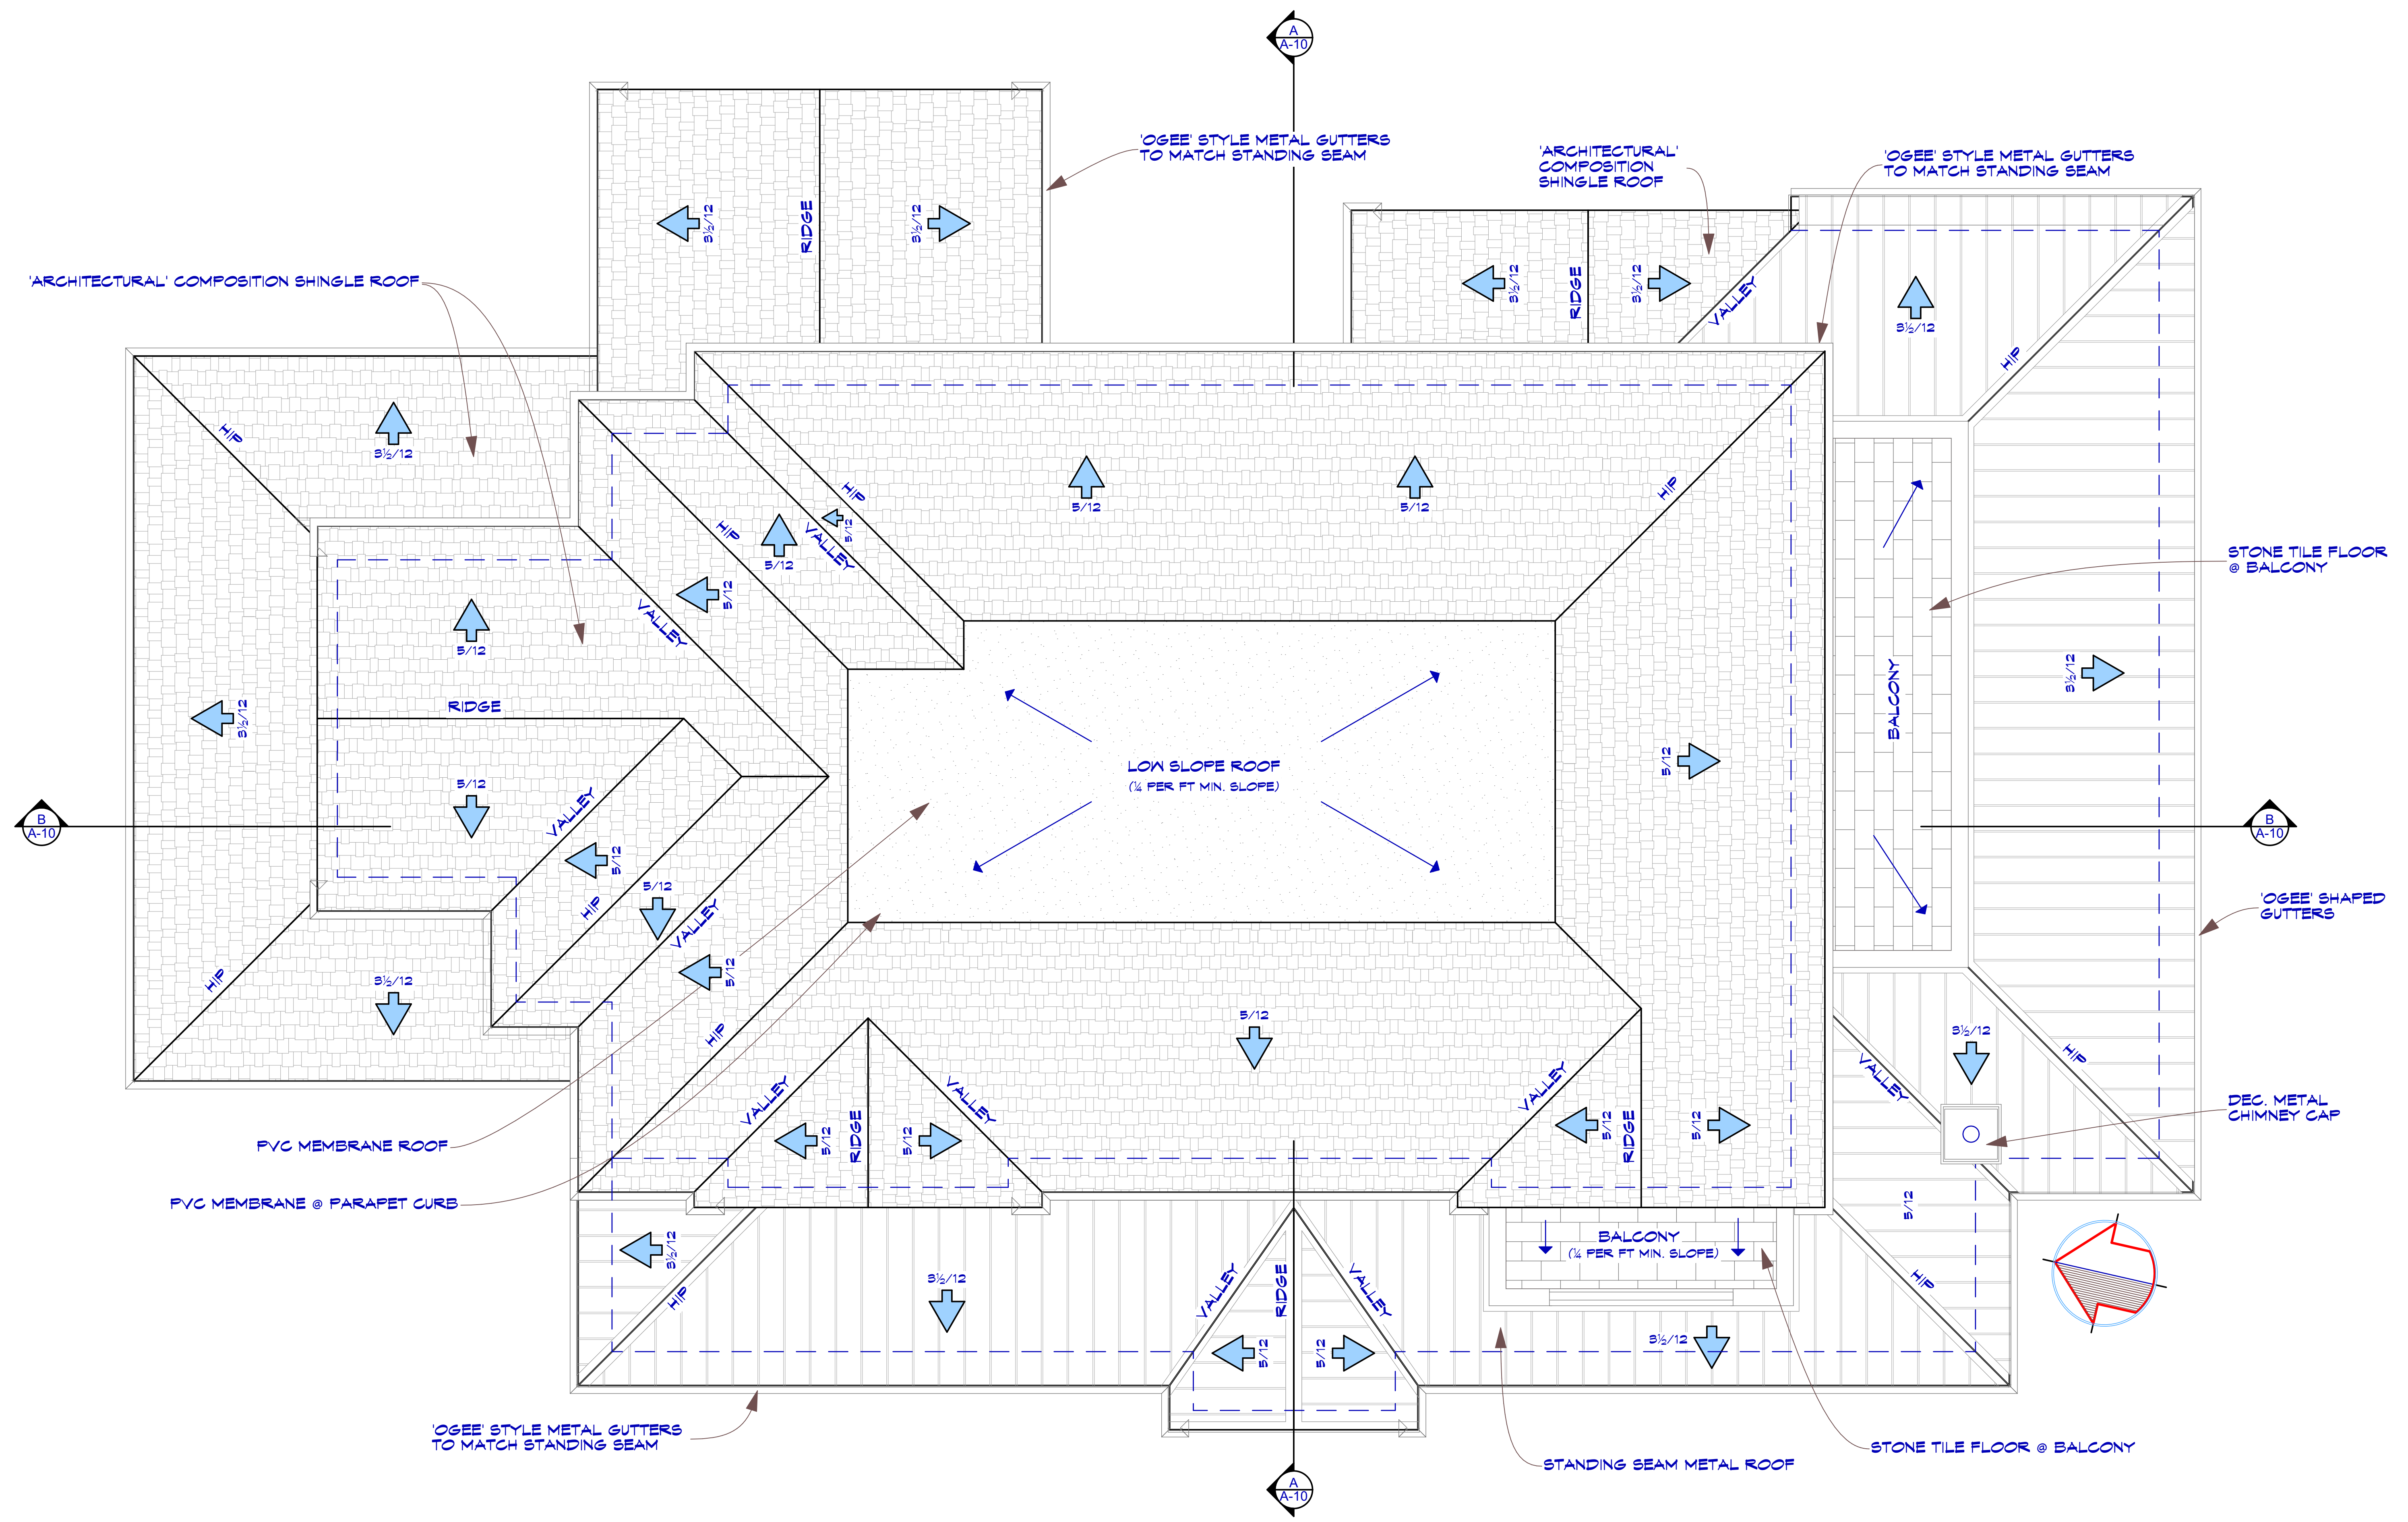 A
A-10
'OGEE' STYLE METAL GUTTERS
TO MATCH STANDING SEAM
'ARCHITECTURAL'
COMPOSITION
SHINGLE ROOF
'OGEE' STYLE METAL GUTTERS
TO MATCH STANDING SEAM
3½/12
RIDGE
3½/12
'ARCHITECTURAL' COMPOSITION SHINGLE ROOF
3½/12
RIDGE
3½/12
VALLEY
3½/12
HIP
HIP
3½/12
HIP
HIP
5/12
VALLEY
5/12
5/12
5/12
HIP
STONE TILE FLOOR
@ BALCONY
5/12
VALLEY
5/12
3½/12
RIDGE
BALCONY
3½/12
LOW SLOPE ROOF
(¼ PER FT MIN. SLOPE)
5/12
5/12
VALLEY
B
A-10
B
A-10
5/12
HIP
5/12
VALLEY
'OGEE' SHAPED
GUTTERS
3½/12
HIP
5/12
HIP
5/12
3½/12
HIP
VALLEY
VALLEY
RIDGE
VALLEY
5/12
5/12
VALLEY
5/12
RIDGE
5/12
DEC. METAL
CHIMNEY CAP
PVC MEMBRANE ROOF
PVC MEMBRANE @ PARAPET CURB
5/12
3½/12
HIP
3½/12
VALLEY
RIDGE
VALLEY
BALCONY
(¼ PER FT MIN. SLOPE)
HIP
5/12
5/12
3½/12
'OGEE' STYLE METAL GUTTERS
TO MATCH STANDING SEAM
STANDING SEAM METAL ROOF
STONE TILE FLOOR @ BALCONY
A
A-10